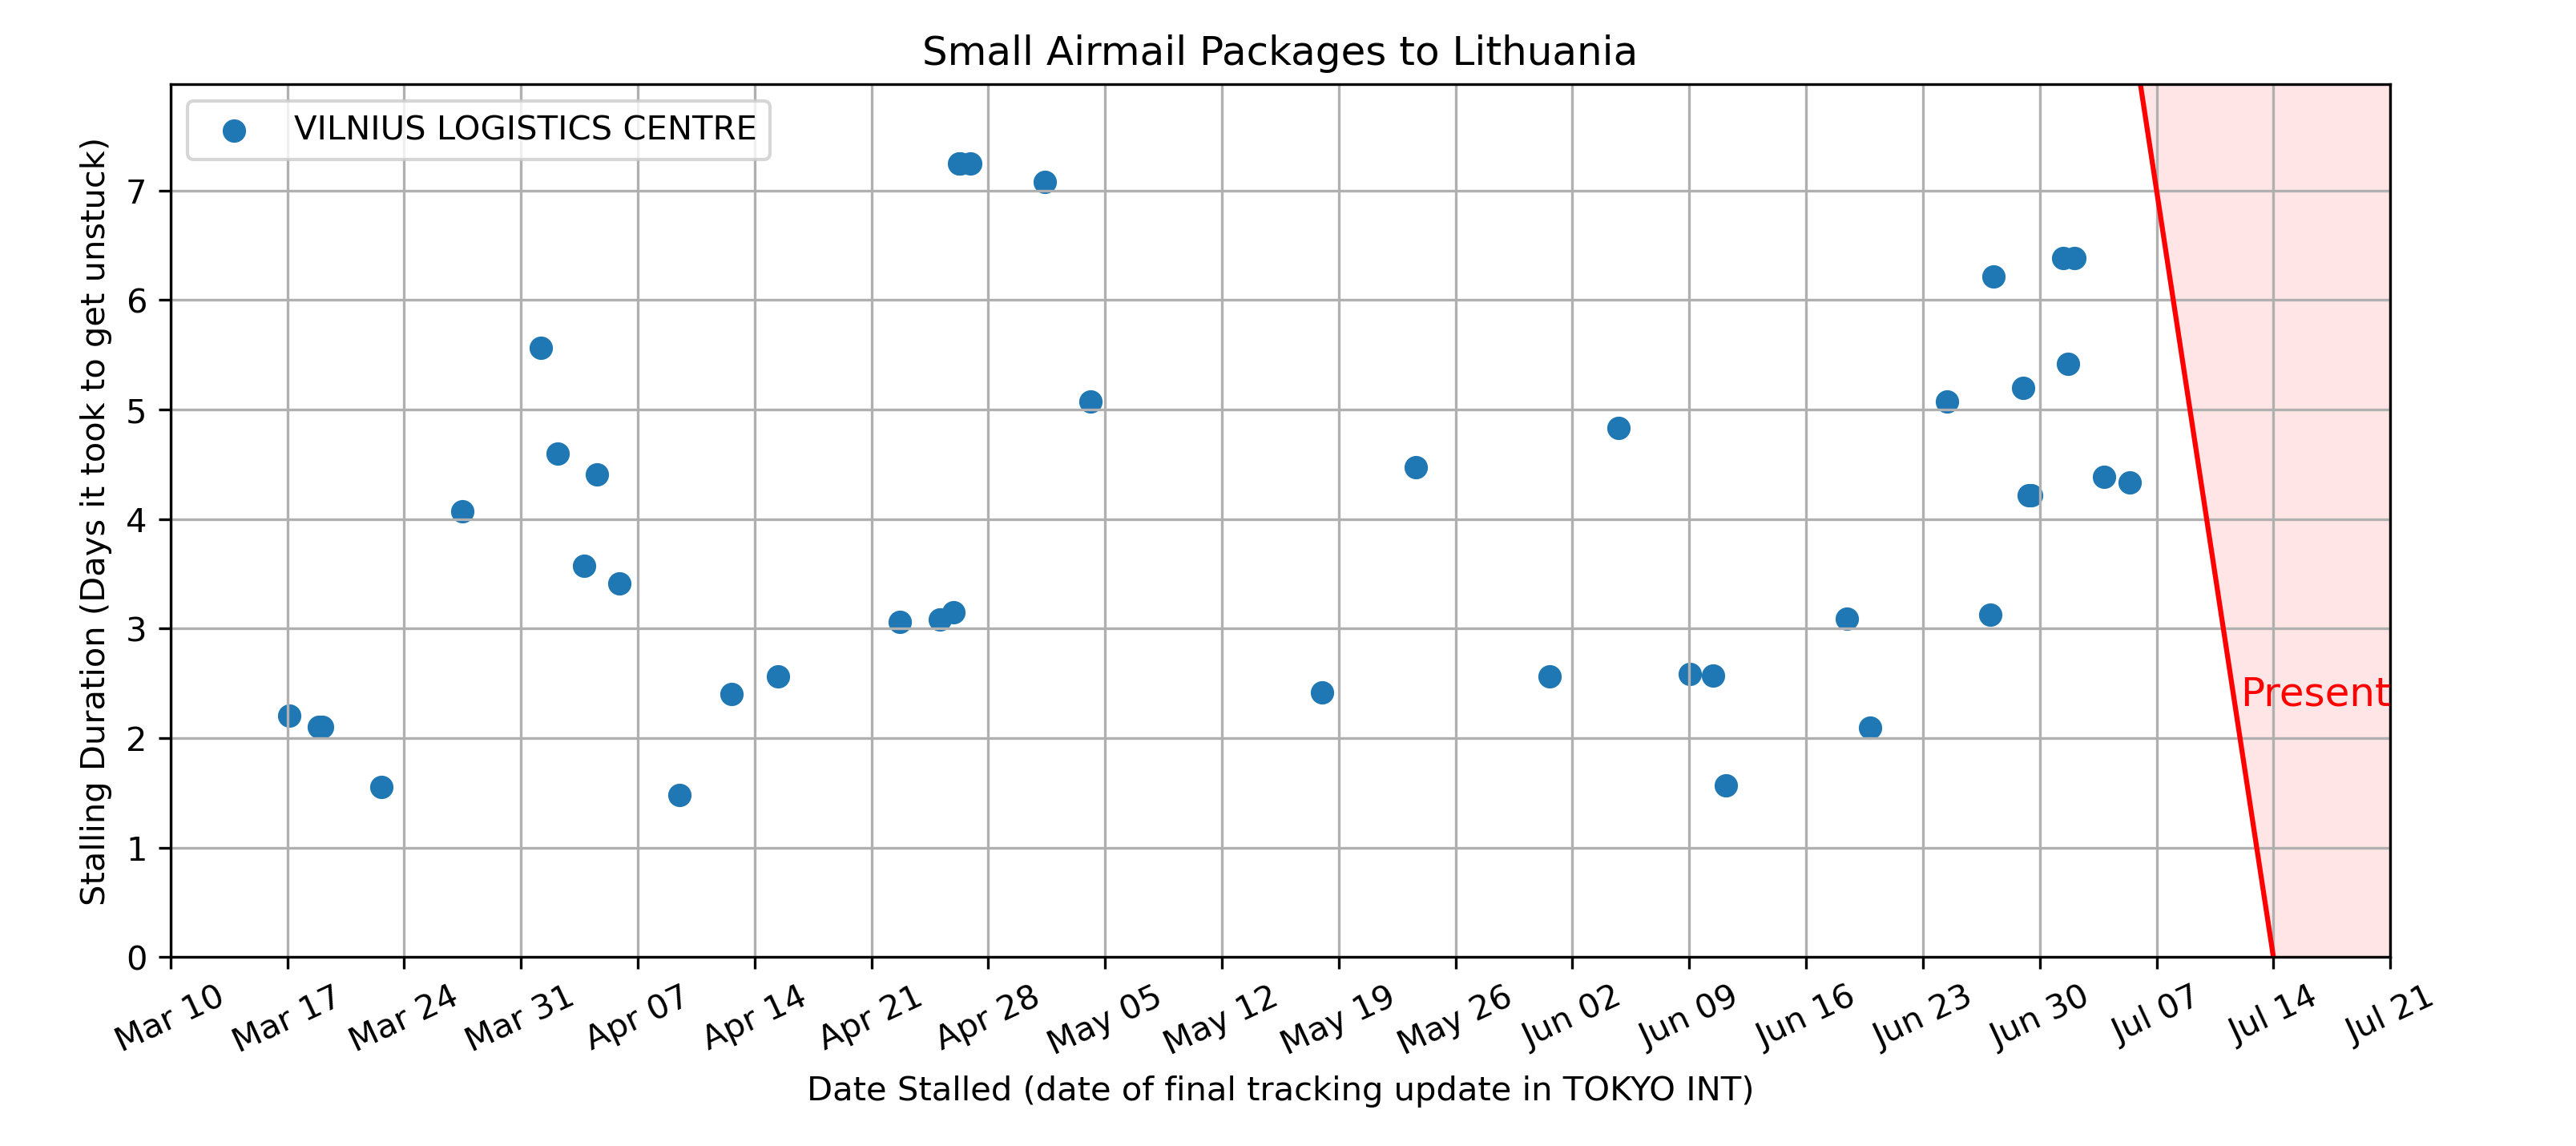 Small Airmail Packages to Lithuania
VILNIUS LOGISTICS CENTRE
Stalling Duration (Days it took to get unstuck)
7
6
5
4
3
2
1
0
Present
Mar 10
Mar 17
Mar 24
Mar 31
Apr 07
Apr 14
Apr 21
Apr 28
May 05
May 12
May 19
May 26
Jun 02
Jun 09
Jun 16
Jun 23
Jun 30
Jul 07
Jul 14
Jul 21
Date Stalled (date of final tracking update in TOKYO INT)